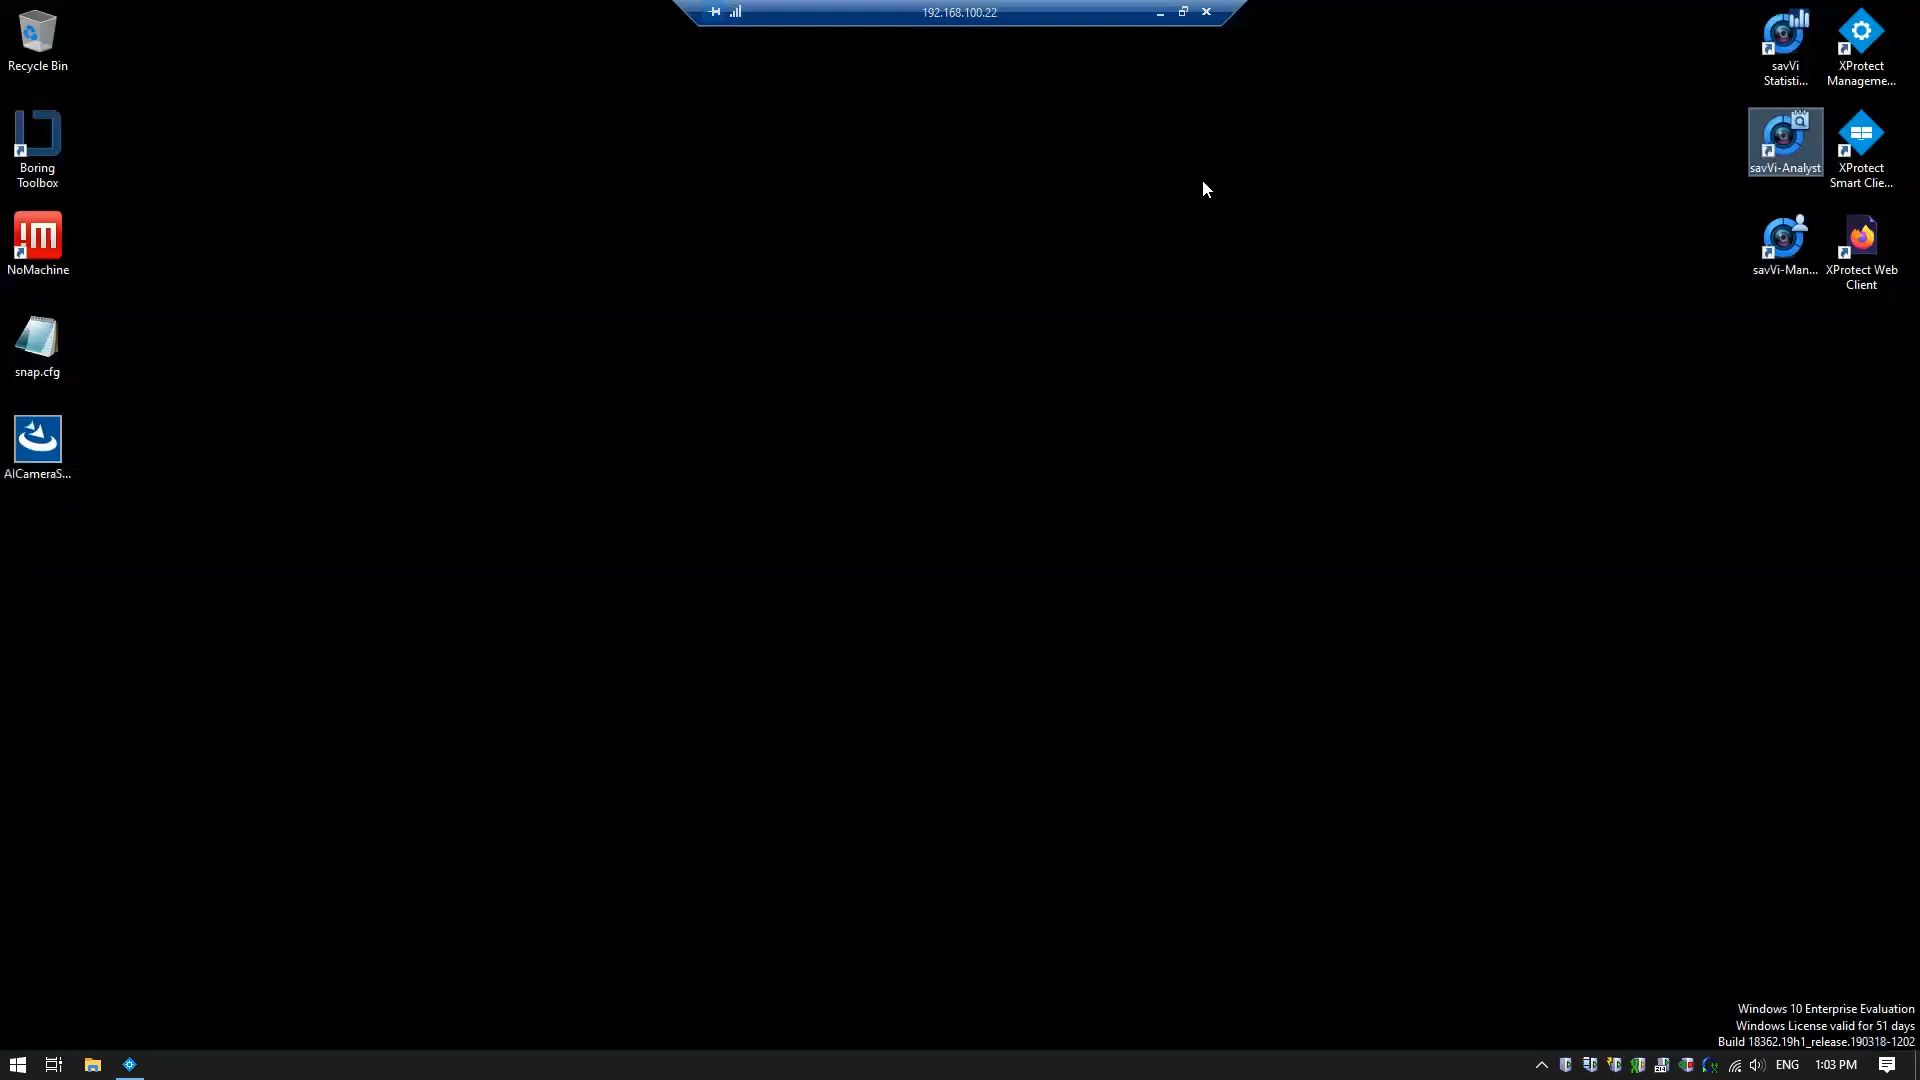 192.168.100.22
Recycle Bin
Boring
Toolbox
NoMachine
snap.cfg
AICameraS...
savVi
Statisti...
XProtect
Manageme...
savVi-Analyst
XProtect
Smart Clie...
savVi-Man...
XProtect Web
Client
Windows 10 Enterprise Evaluation
Windows License valid for 51 days
Build 18362.19h1_release.190318-1202
ENG
1:03 PM